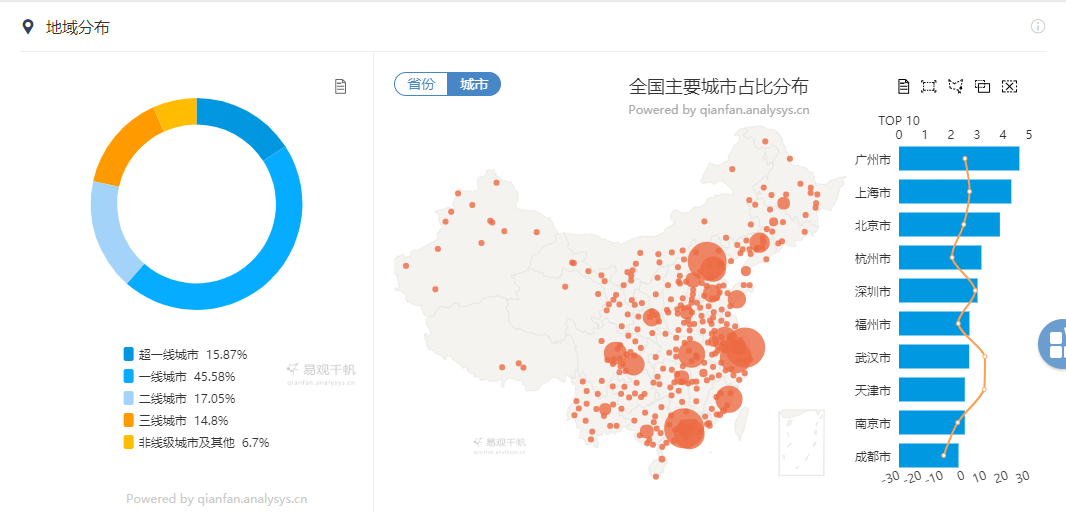 地域分布
超一线城市 15.87%
一线城市 45.58%
二线城市 17.05%
三线城市 14.8%
非线级城市及其他 6.7%
易观千帆
qianfan.analysys.cn
Powered by qianfan.analysys.cn
省份 城市
全国主要城市占比分布
Powered by qianfan.analysys.cn
易观千帆
qianfan.analysys.cn
TOP 10
0 1 2 3 4 5
广州市
上海市
北京市
杭州市
深圳市
福州市
武汉市
天津市
南京市
成都市
-30 -20 -10 0 10 20 30